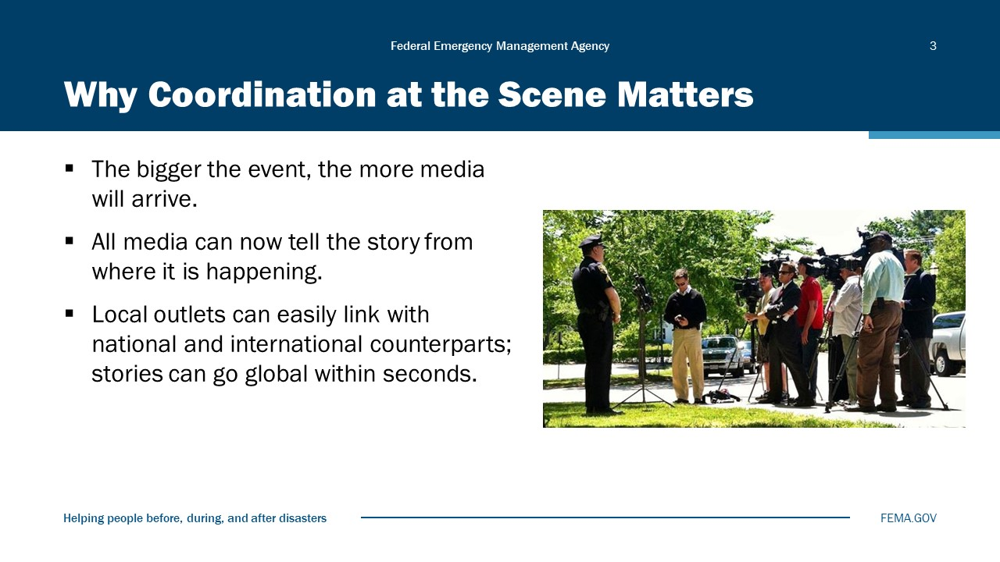 Federal Emergency Management Agency
3
Why Coordination at the Scene Matters
▪ The bigger the event, the more media
will arrive.
▪ All media can now tell the story from
where it is happening.
▪ Local outlets can easily link with
national and international counterparts;
stories can go global within seconds.
Helping people before, during, and after disasters
FEMA.GOV